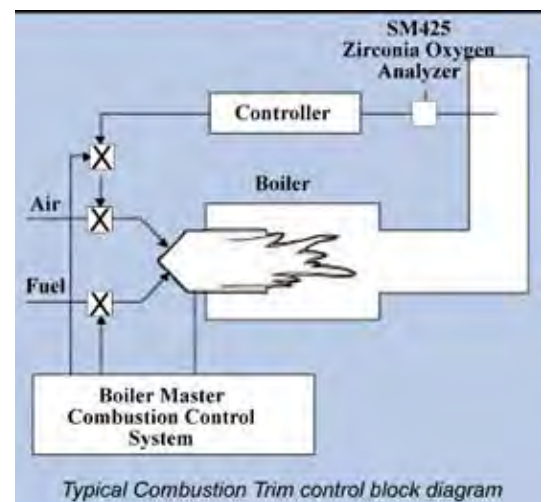 SM425
Zirconia Oxygen
Analyzer
Controller
X
Boiler
Air
X
Fuel
X
Boiler Master
Combustion Control
System
Typical Combustion Trim control block diagram